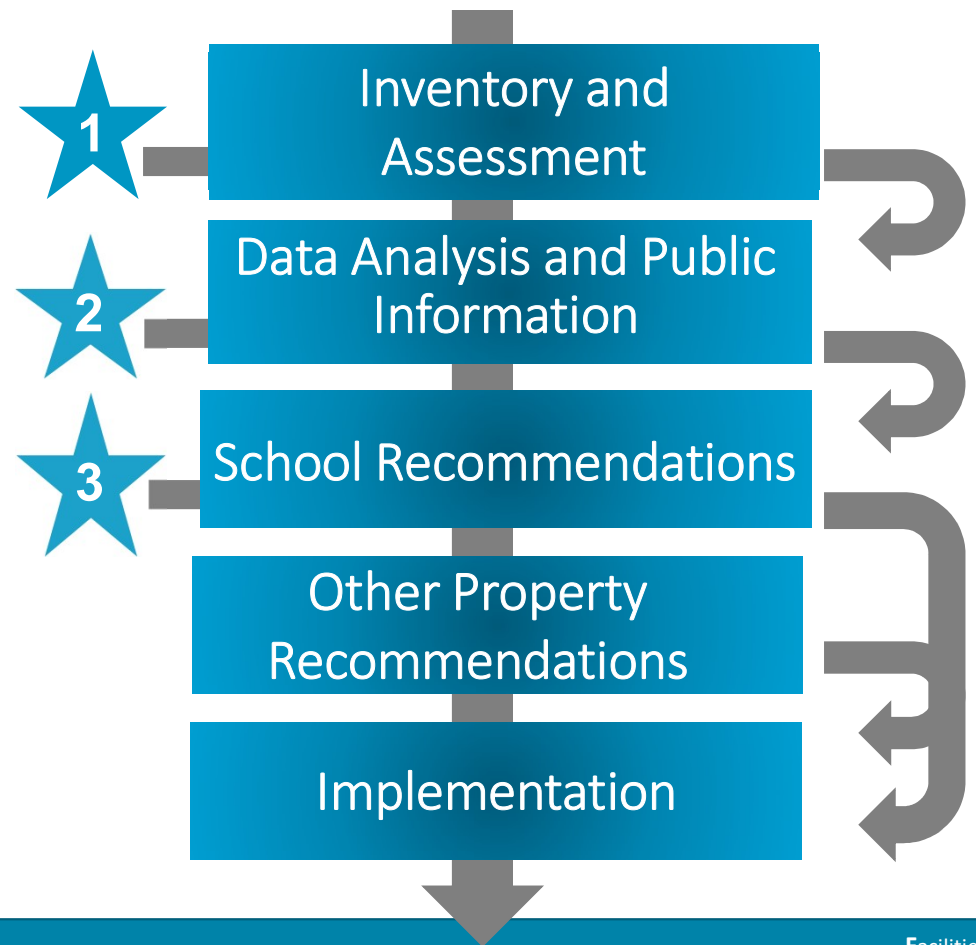 1
Inventory and
Assessment
2
Data Analysis and Public
Information
3
School Recommendations
Other Property
Recommendations
Implementation